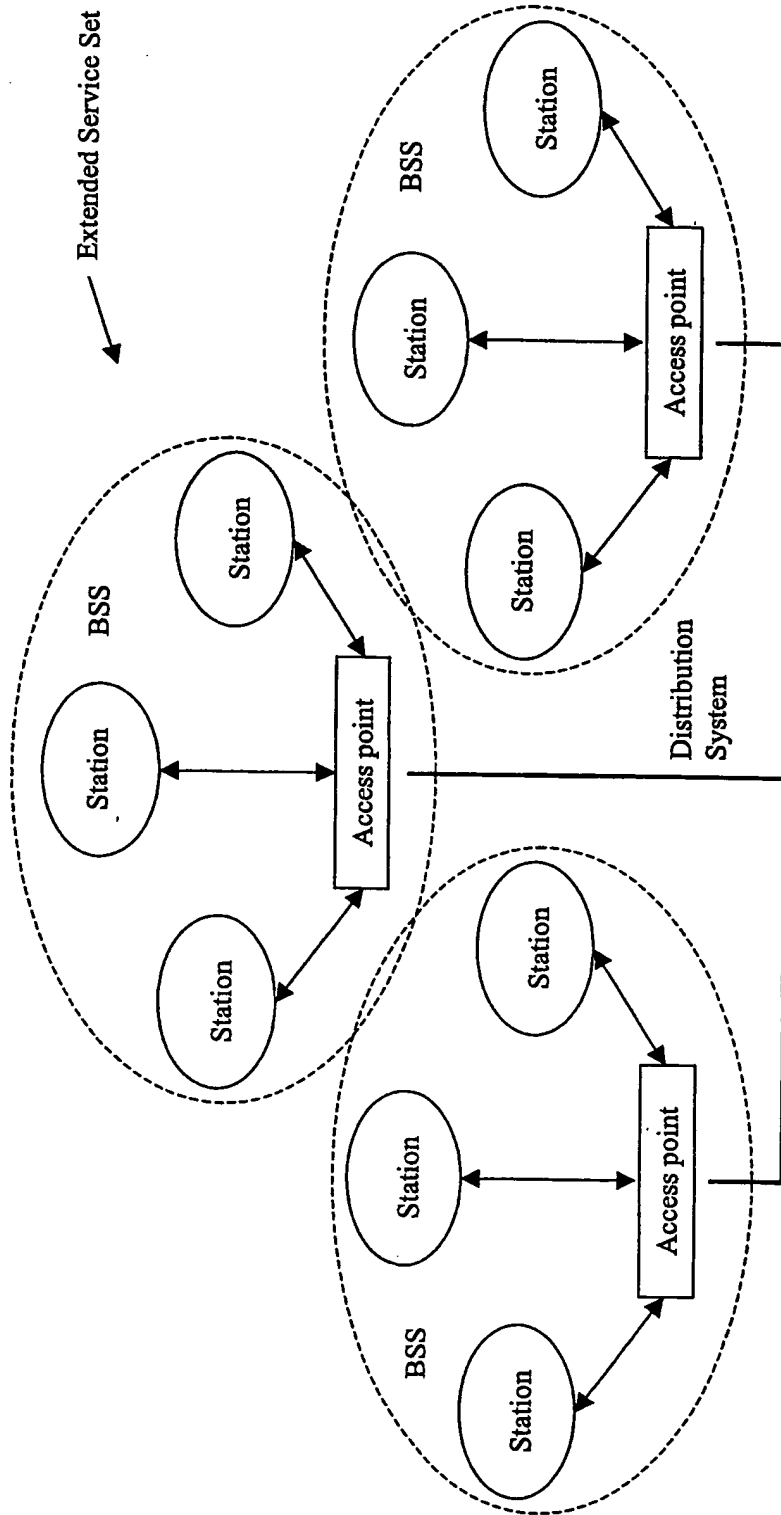 Extended Service Set
Station
BSS
Station
Station
Access point
Station
BSS
Station
Station
Access point
BSS
Station
Station
Station
Access point
Distribution
System